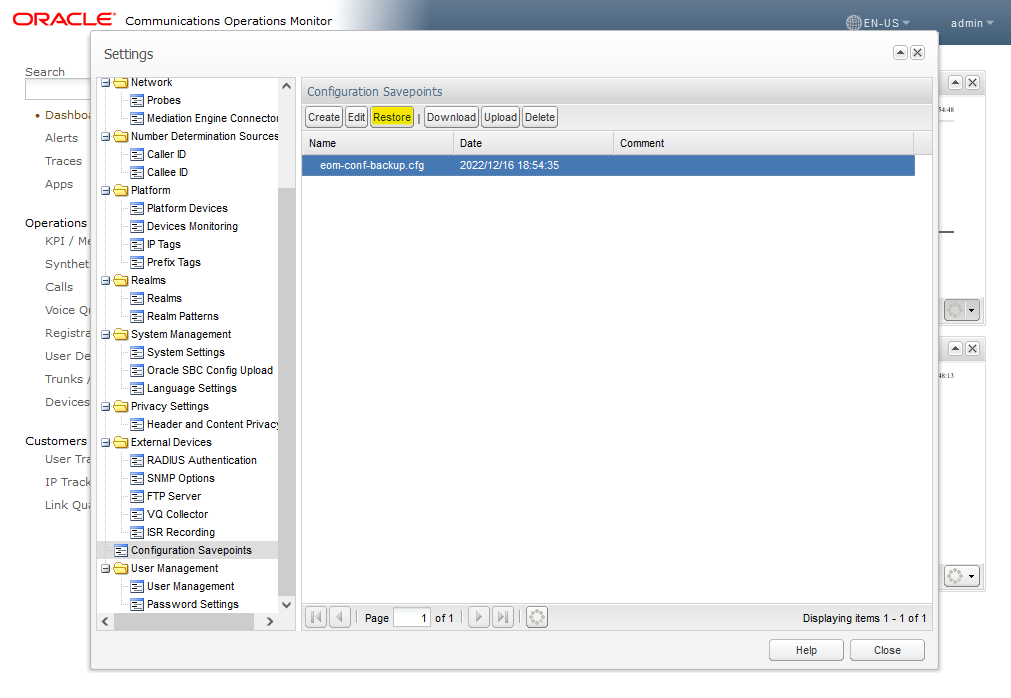 ORACLE® Communications Operations Monitor
EN-US
admin
Settings
Search
Dashbo
Alerts
Traces
Apps
Operations
KPI / Me
Synthet
Calls
Voice Qu
Registra
User De
Trunks /
Devices
Customers
User Tra
IP Track
Link Qua
Network
Probes
Mediation Engine Connector
Number Determination Sources
Caller ID
Callee ID
Platform
Platform Devices
Devices Monitoring
IP Tags
Prefix Tags
Realms
Realms
Realm Patterns
System Management
System Settings
Oracle SBC Config Upload
Language Settings
Privacy Settings
Header and Content Privacy
External Devices
RADIUS Authentication
SNMP Options
FTP Server
VQ Collector
ISR Recording
Configuration Savepoints
User Management
User Management
Password Settings
Configuration Savepoints
Create Edit Restore | Download Upload Delete
Name Date Comment
eom-conf-backup.cfg 2022/12/16 18:54:35
Page 1 of 1
Displaying items 1 - 1 of 1
Help Close
54:48
48:13